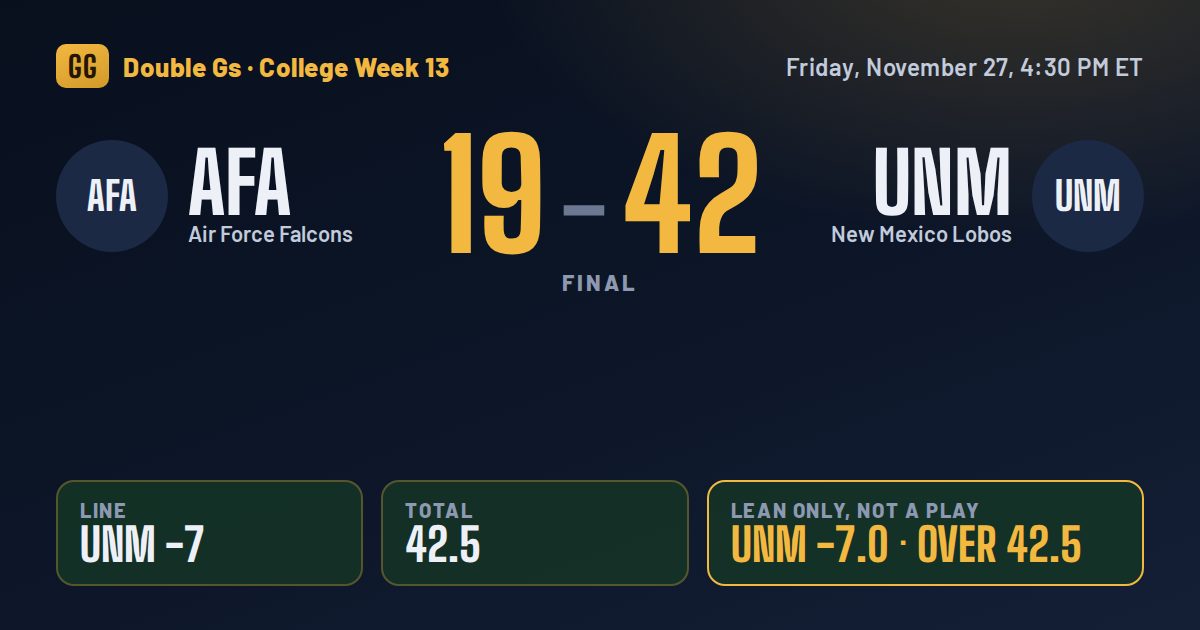 GG
Double Gs · College Week 13
Friday, November 27, 4:30 PM ET
AFA
AFA
Air Force Falcons
19 – 42
FINAL
UNM
New Mexico Lobos
UNM
LINE
UNM −7
TOTAL
42.5
LEAN ONLY, NOT A PLAY
UNM −7.0 · OVER 42.5